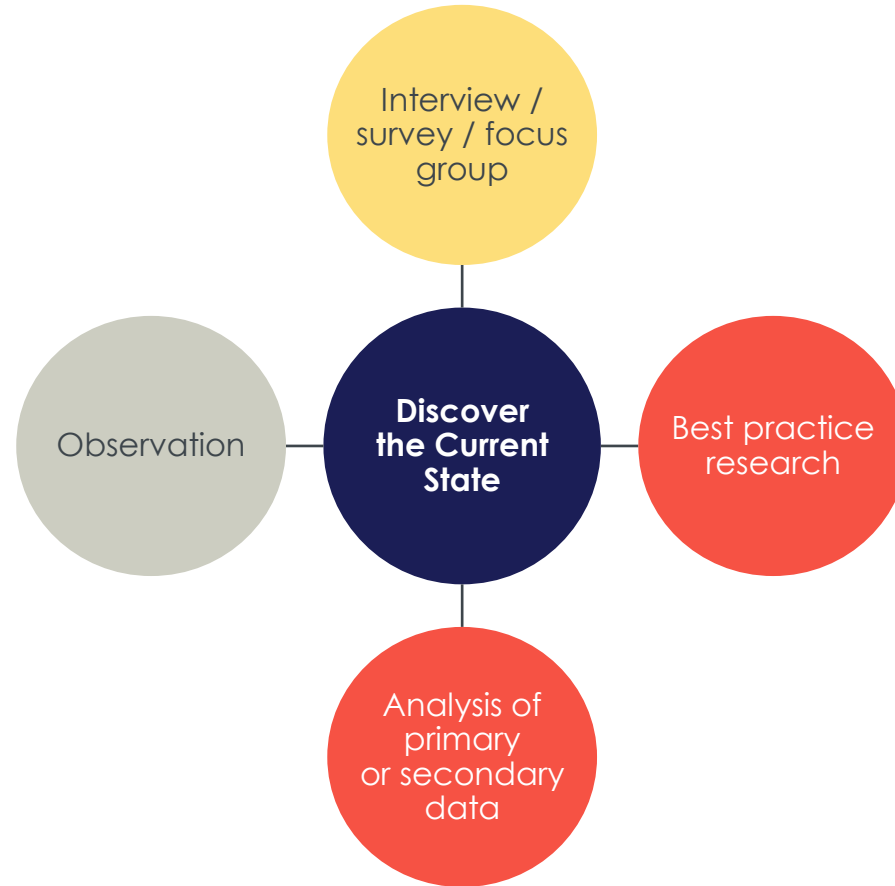 Interview /
survey / focus
group
Observation
Discover
the Current
State
Best practice
research
Analysis of
primary
or secondary
data